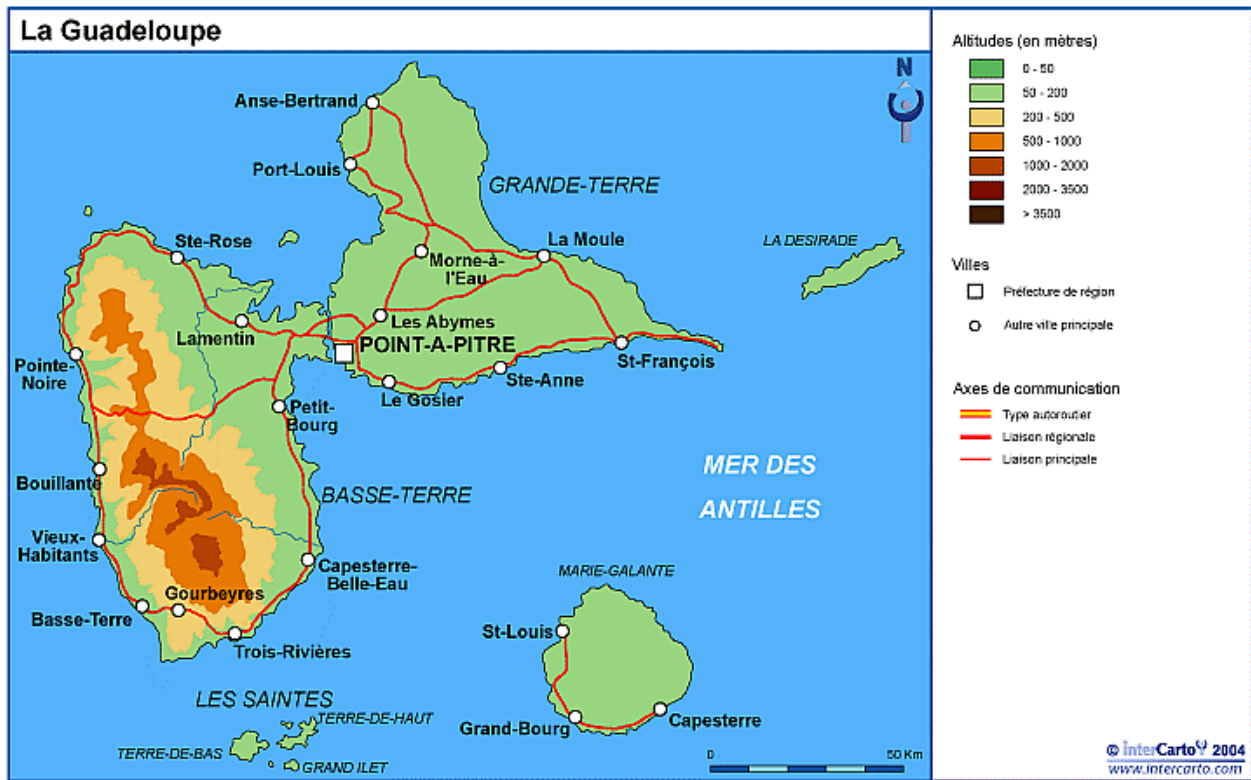 La Guadeloupe
N
Anse-Bertrand
Port-Louis
GRANDE-TERRE
Ste-Rose
La Moule
LA DESIRADE
Morne-à-
l'Eau
Lamentin
Les Abymes
POINT-A-PITRE
St-François
Pointe-
Noire
Ste-Anne
Le Gosier
Petit-
Bourg
Bouillante
BASSE-TERRE
MER DES
ANTILLES
Vieux-
Habitants
Capesterre-
Belle-Eau
MARIE-GALANTE
Gourbeyres
Basse-Terre
St-Louis
Trois-Rivières
LES SAINTES
TERRE-DE-HAUT
Grand-Bourg
Capesterre
TERRE-DE-BAS
GRAND ILET
0 50 Km
Altitudes (en mètres)
0 - 50
50 - 200
200 - 500
500 - 1000
1000 - 2000
2000 - 3500
> 3500
Villes
Préfecture de région
Autre ville principale
Axes de communication
Type autoroutier
Liaison régionale
Liaison principale
© InterCarto 2004
www.intercarto.com